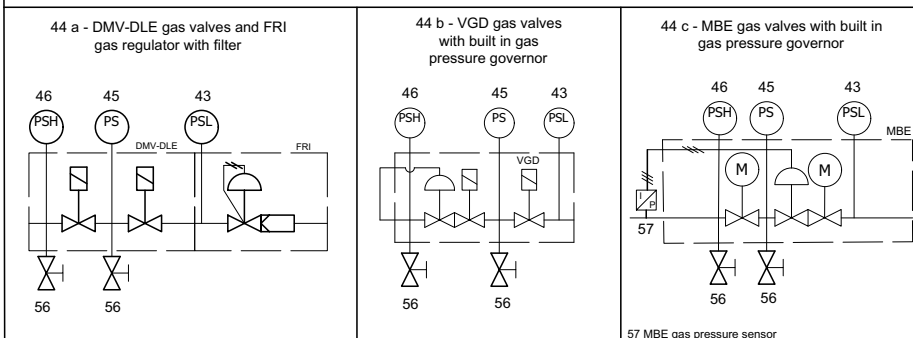 44 a - DMV-DLE gas valves and FRI
gas regulator with filter
46 45 43
PSH PS PSL
DMV-DLE FRI
56 56
44 b - VGD gas valves
with built in gas
pressure governor
46 45 43
PSH PS PSL
VGD
56 56
44 c - MBE gas valves with built in
gas pressure governor
46 45 43
PSH PS PSL
MBE
M M
I
P
57
56 56
57 MBE gas pressure sensor